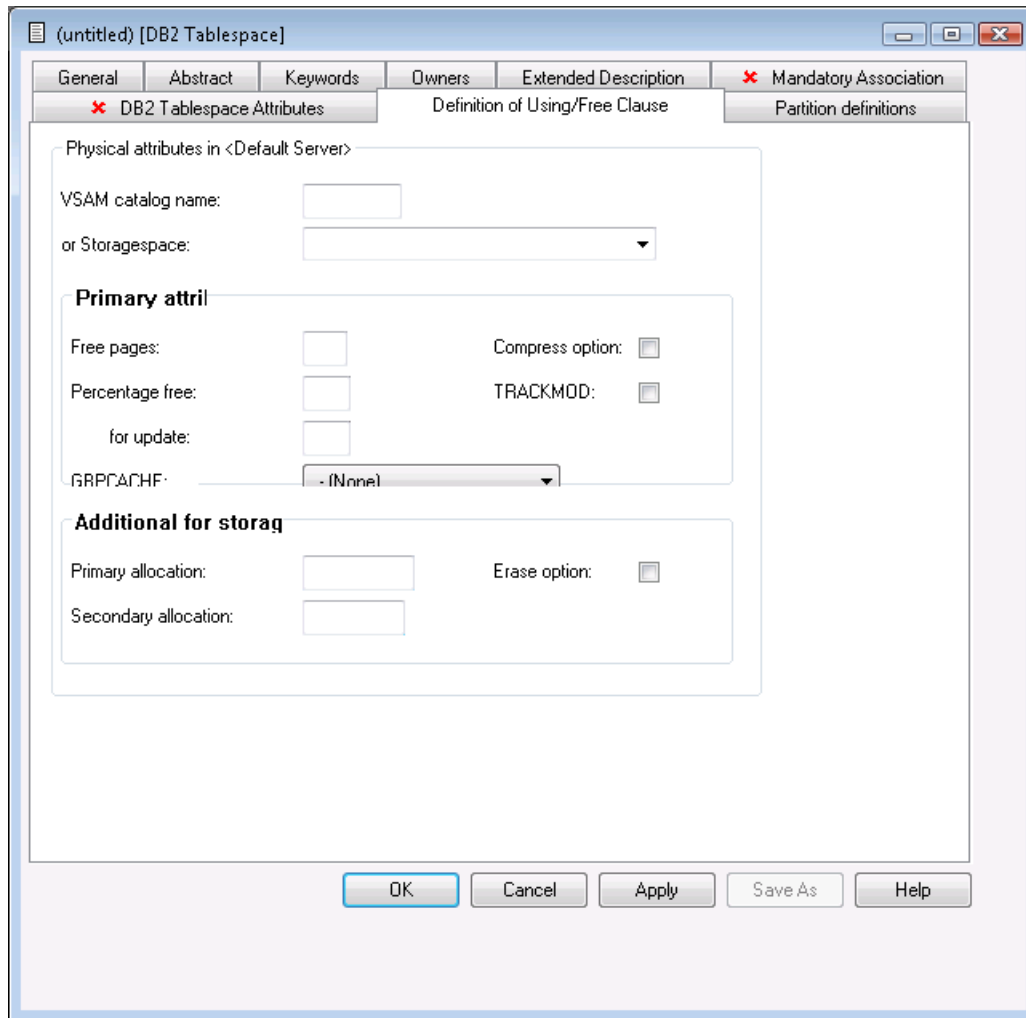 (untitled) [DB2 Tablespace]
General Abstract Keywords Owners Extended Description Mandatory Association
DB2 Tablespace Attributes Definition of Using/Free Clause Partition definitions
Physical attributes in <Default Server>
VSAM catalog name:
or Storagespace:
Primary attri
Free pages: Compress option:
Percentage free: TRACKMOD:
for update:
GBPCACHE: - (None)
Additional for storag
Primary allocation: Erase option:
Secondary allocation:
OK Cancel Apply Save As Help